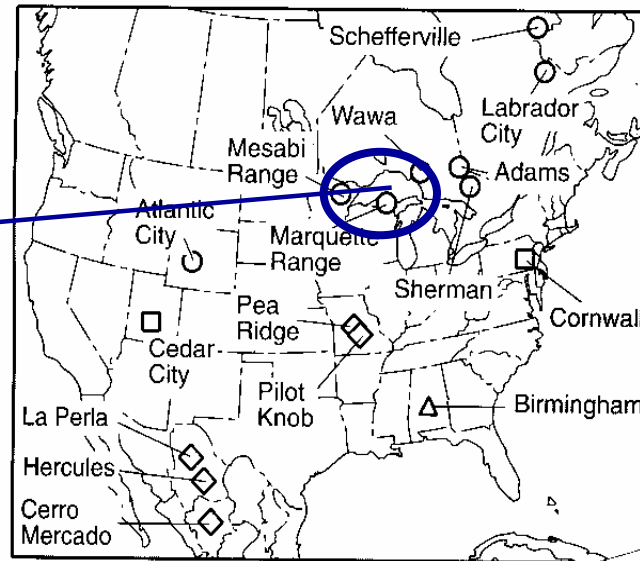 Schefferville
Labrador
City
Wawa
Mesabi
Range
Adams
Atlantic
City
Marquette
Range
Sherman
Cornwall
Pea
Ridge
Cedar
City
Pilot
Knob
Birmingham
La Perla
Hercules
Cerro
Mercado